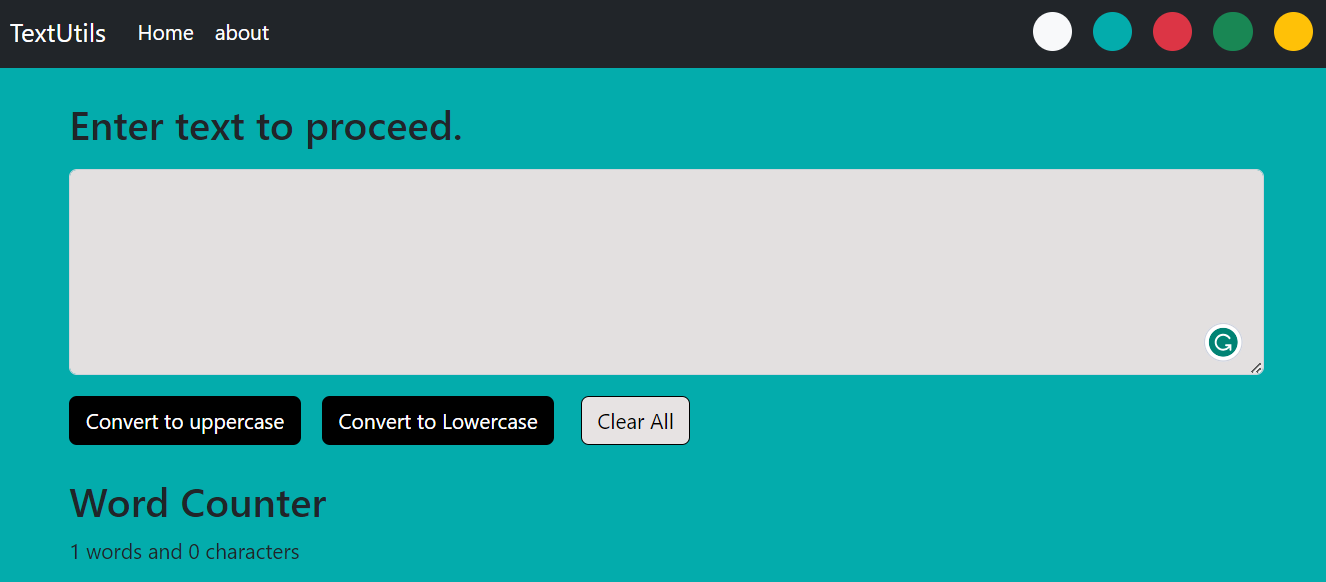 TextUtils Home about
Enter text to proceed.
Convert to uppercase Convert to Lowercase Clear All
Word Counter
1 words and 0 characters